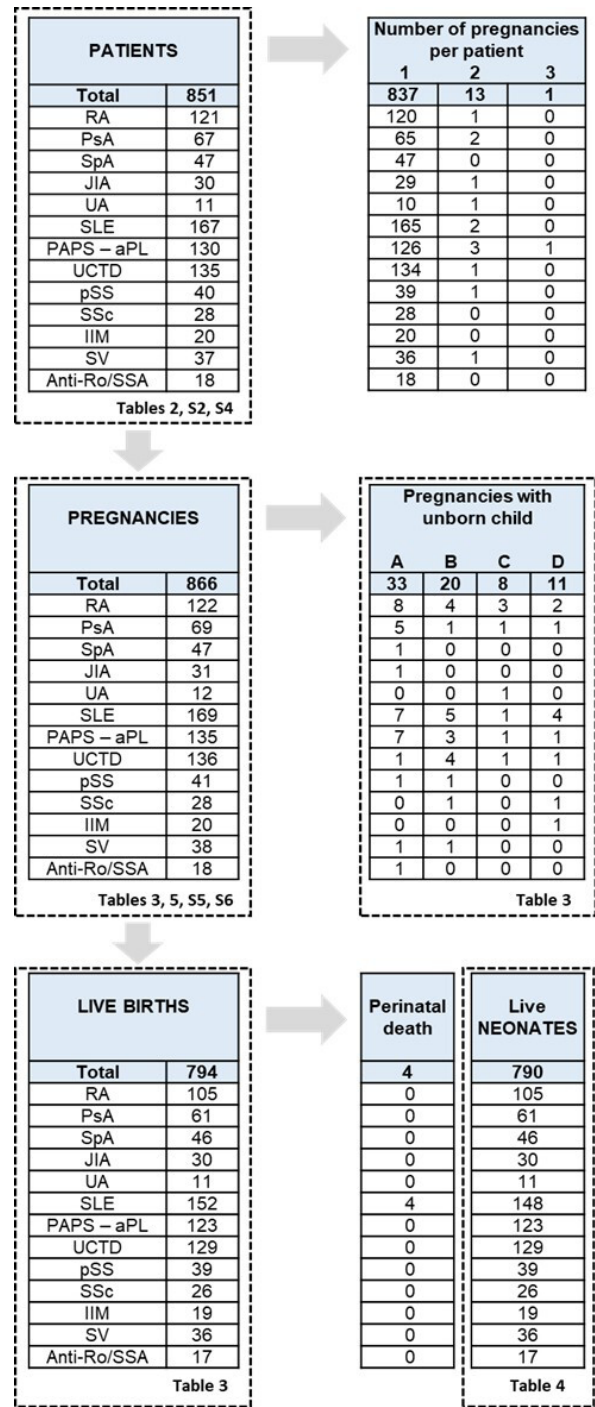 PATIENTS
Total 851
RA 121
PsA 67
SpA 47
JIA 30
UA 11
SLE 167
PAPS – aPL 130
UCTD 135
pSS 40
SSc 28
IIM 20
SV 37
Anti-Ro/SSA 18
Tables 2, S2, S4
Number of pregnancies
per patient
1 2 3
837 13 1
120 1 0
65 2 0
47 0 0
29 1 0
10 1 0
165 2 0
126 3 1
134 1 0
39 1 0
28 0 0
20 0 0
36 1 0
18 0 0
PREGNANCIES
Total 866
RA 122
PsA 69
SpA 47
JIA 31
UA 12
SLE 169
PAPS – aPL 135
UCTD 136
pSS 41
SSc 28
IIM 20
SV 38
Anti-Ro/SSA 18
Tables 3, 5, S5, S6
Pregnancies with
unborn child
A B C D
33 20 8 11
8 4 3 2
5 1 1 1
1 0 0 0
1 0 0 0
0 0 1 0
7 5 1 4
7 3 1 1
1 4 1 1
1 1 0 0
0 1 0 1
0 0 0 1
1 1 0 0
1 0 0 0
Table 3
LIVE BIRTHS
Total 794
RA 105
PsA 61
SpA 46
JIA 30
UA 11
SLE 152
PAPS – aPL 123
UCTD 129
pSS 39
SSc 26
IIM 19
SV 36
Anti-Ro/SSA 17
Table 3
Perinatal
death
4
0
0
0
0
0
4
0
0
0
0
0
0
0
Live
NEONATES
790
105
61
46
30
11
148
123
129
39
26
19
36
17
Table 4